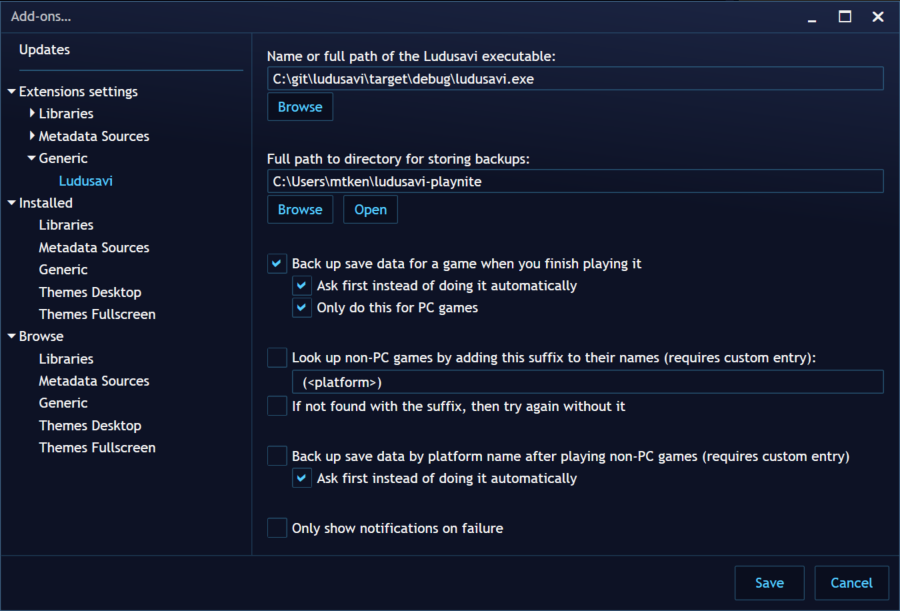 Add-ons...
Updates
Extensions settings
Libraries
Metadata Sources
Generic
Ludusavi
Installed
Libraries
Metadata Sources
Generic
Themes Desktop
Themes Fullscreen
Browse
Libraries
Metadata Sources
Generic
Themes Desktop
Themes Fullscreen
Name or full path of the Ludusavi executable:
C:\git\ludusavi\target\debug\ludusavi.exe
Browse
Full path to directory for storing backups:
C:\Users\mtken\ludusavi-playnite
Browse Open
Back up save data for a game when you finish playing it
Ask first instead of doing it automatically
Only do this for PC games
Look up non-PC games by adding this suffix to their names (requires custom entry):
(<platform>)
If not found with the suffix, then try again without it
Back up save data by platform name after playing non-PC games (requires custom entry)
Ask first instead of doing it automatically
Only show notifications on failure
Save Cancel